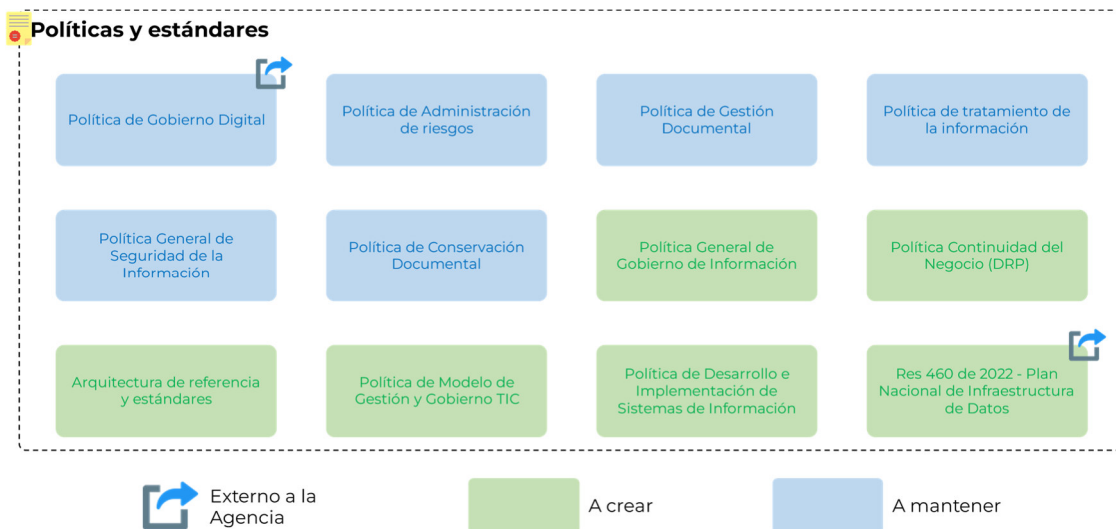 Políticas y estándares
Política de Gobierno Digital
Política de Administración
de riesgos
Política de Gestión
Documental
Política de tratamiento de
la información
Política General de
Seguridad de la
Información
Política de Conservación
Documental
Política General de
Gobierno de Información
Política Continuidad del
Negocio (DRP)
Arquitectura de referencia
y estándares
Política de Modelo de
Gestión y Gobierno TIC
Política de Desarrollo e
Implementación de
Sistemas de Información
Res 460 de 2022 - Plan
Nacional de Infraestructura
de Datos
Externo a la
Agencia
A crear
A mantener